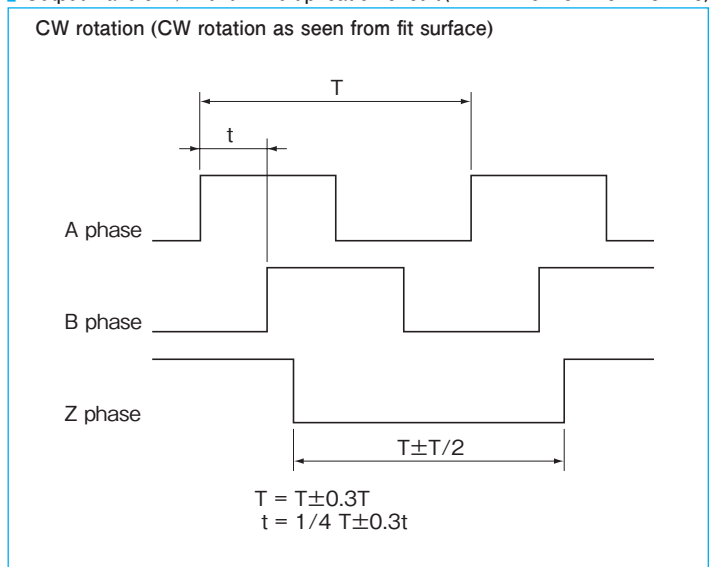 CW rotation (CW rotation as seen from fit surface)
T
t
A phase
B phase
Z phase
T±T/2
T = T±0.3T
t = 1/4 T±0.3t